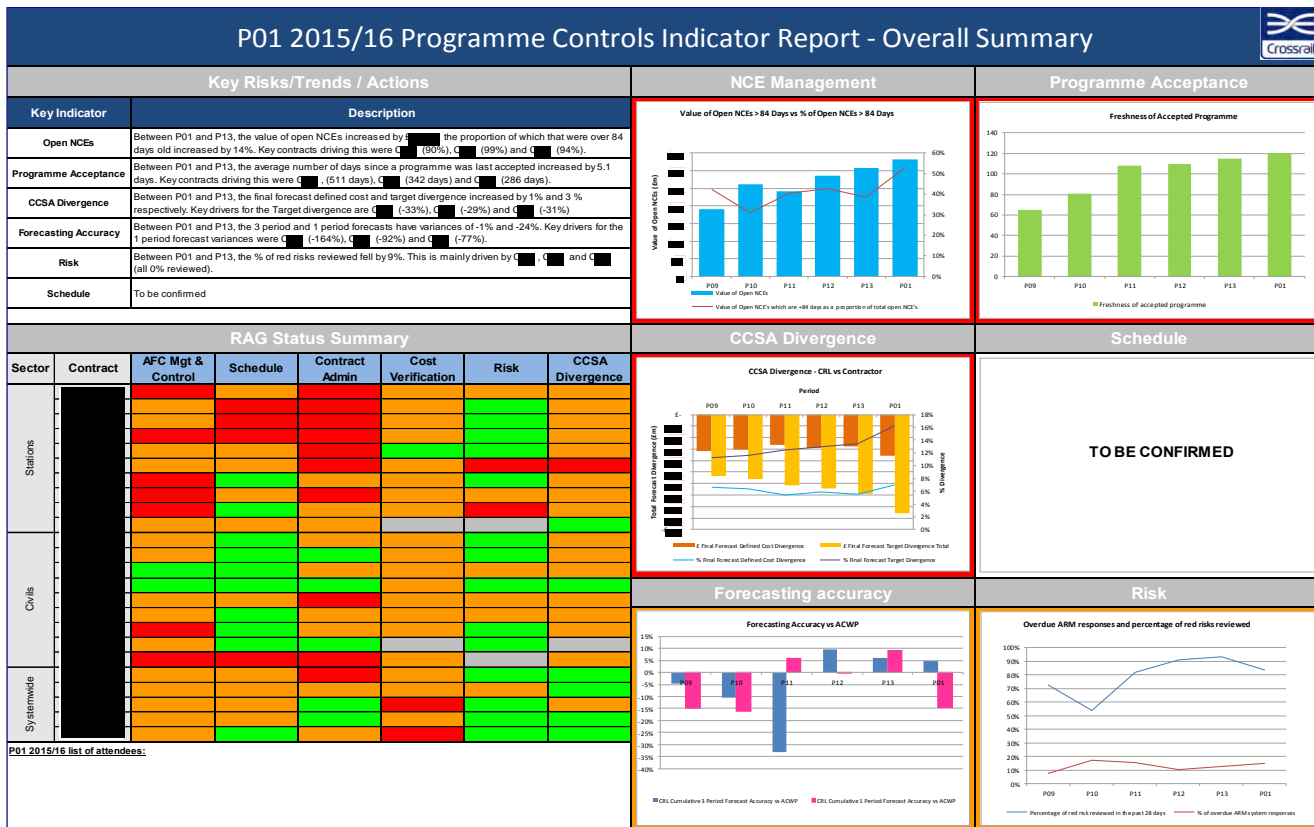 P01 2015/16 Programme Controls Indicator Report - Overall Summary
Crossrail
Key Risks/Trends / Actions
Key Indicator Description
Open NCEs
Between P01 and P13, the value of open NCEs increased by the proportion of which that were over 84
days old increased by 14%. Key contracts driving this were C (90%), C (99%) and C (94%).
Programme Acceptance
Between P01 and P13, the average number of days since a programme was last accepted increased by 5.1
days. Key contracts driving this were C , (511 days), C (342 days) and C (286 days).
CCSA Divergence
Between P01 and P13, the final forecast defined cost and target divergence increased by 1% and 3 %
respectively. Key drivers for the Target divergence are C (-33%), C (-29%) and C (-31%)
Forecasting Accuracy
Between P01 and P13, the 3 period and 1 period forecasts have variances of -1% and -24%. Key drivers for the
1 period forecast variances were C (-164%), C (-92%) and C (-77%).
Risk
Between P01 and P13, the % of red risks reviewed fell by 9%. This is mainly driven by C , C and C
(all 0% reviewed).
Schedule
To be confirmed
NCE Management
Value of Open NCEs > 84 Days vs % of Open NCEs > 84 Days
Value of Open NCEs (£m)
60%
50%
40%
30%
20%
10%
0%
P09 P10 P11 P12 P13 P01
Value of Open NCEs
Value of Open NCE's which are +84 days as a proportion of total open NCE's
Programme Acceptance
Freshness of Accepted Programme
140
120
100
80
60
40
20
0
P09 P10 P11 P12 P13 P01
Freshness of accepted programme
RAG Status Summary
Sector Contract AFC Mgt & Control Schedule Contract Admin Cost Verification Risk CCSA Divergence
Stations
Civils
Systemwide
P01 2015/16 list of attendees:
CCSA Divergence
CCSA Divergence - CRL vs Contractor
Period
P09 P10 P11 P12 P13 P01
£-
Total Forecast Divergence (£m)
18%
16%
14%
12%
10%
8%
6%
4%
2%
0%
% Divergence
£ Final Forecast Defined Cost Divergence £ Final Forecast Target Divergence Total
% Final Forecast Defined Cost Divergence % Final Forecast Target Divergence
Schedule
TO BE CONFIRMED
Forecasting accuracy
Forecasting Accuracy vs ACWP
15%
10%
5%
0%
-5%
-10%
-15%
-20%
-25%
-30%
-35%
-40%
P09 P10 P11 P12 P13 P01
CRL Cumulative 3 Period Forecast Accuracy vs ACWP CRL Cumulative 1 Period Forecast Accuracy vs ACWP
Risk
Overdue ARM responses and percentage of red risks reviewed
100%
90%
80%
70%
60%
50%
40%
30%
20%
10%
0%
P09 P10 P11 P12 P13 P01
Percentage of red risk reviewed in the past 28 days % of overdue ARM system responses